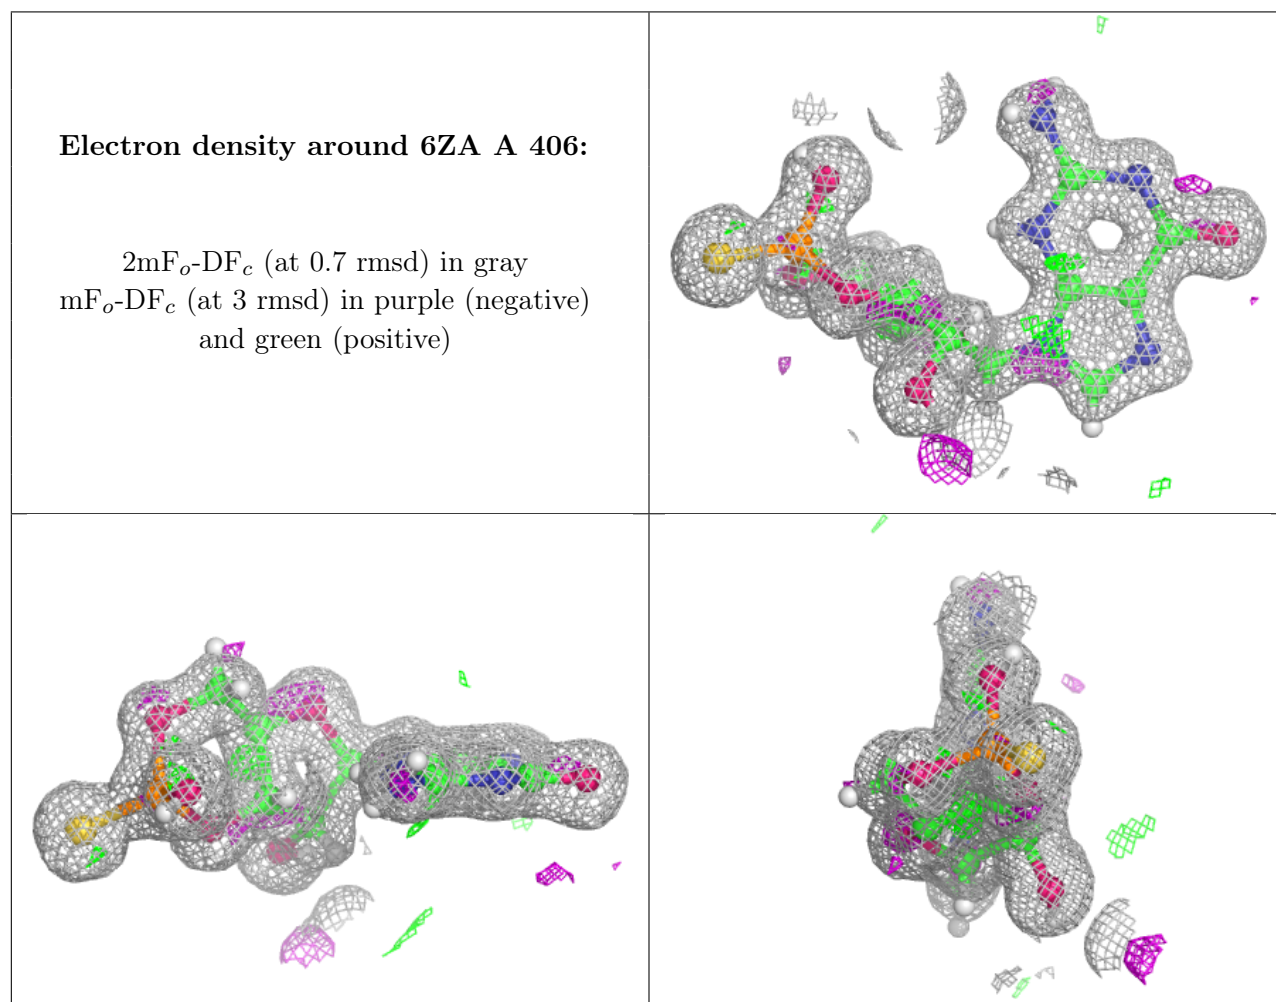 Electron density around 6ZA A 406:
2mFo-DFc (at 0.7 rmsd) in gray
mFo-DFc (at 3 rmsd) in purple (negative)
and green (positive)